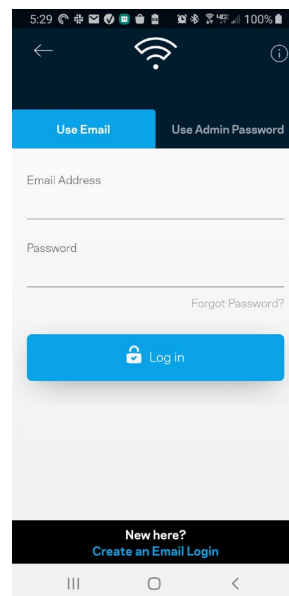 5:29 100%
Use Email Use Admin Password
Email Address
Password
Forgot Password?
Log in
New here?
Create an Email Login